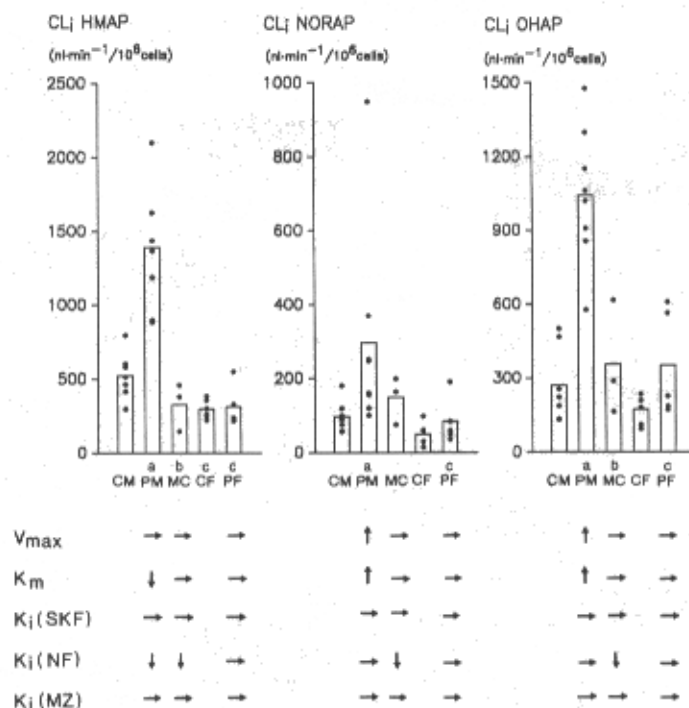 CLi HMAP CLi NORAP CLi OHAP
(nl·min⁻¹/10⁶cells) (nl·min⁻¹/10⁶cells) (nl·min⁻¹/10⁶cells)
2500 1000 1500
2000 800 1200
1500 600 900
1000 400 600
500 200 300
0 0 0
a b c c a c a b c
CM PM MC CF PF CM PM MC CF PF CM PM MC CF PF
Vmax → → → ↑ → → ↑ → →
Km ↓ → → ↑ → → ↑ → →
Ki(SKF) → → → → → → → → →
Ki(NF) ↓ ↓ → → ↓ → → ↓ →
Ki(MZ) → → → → → → → → →